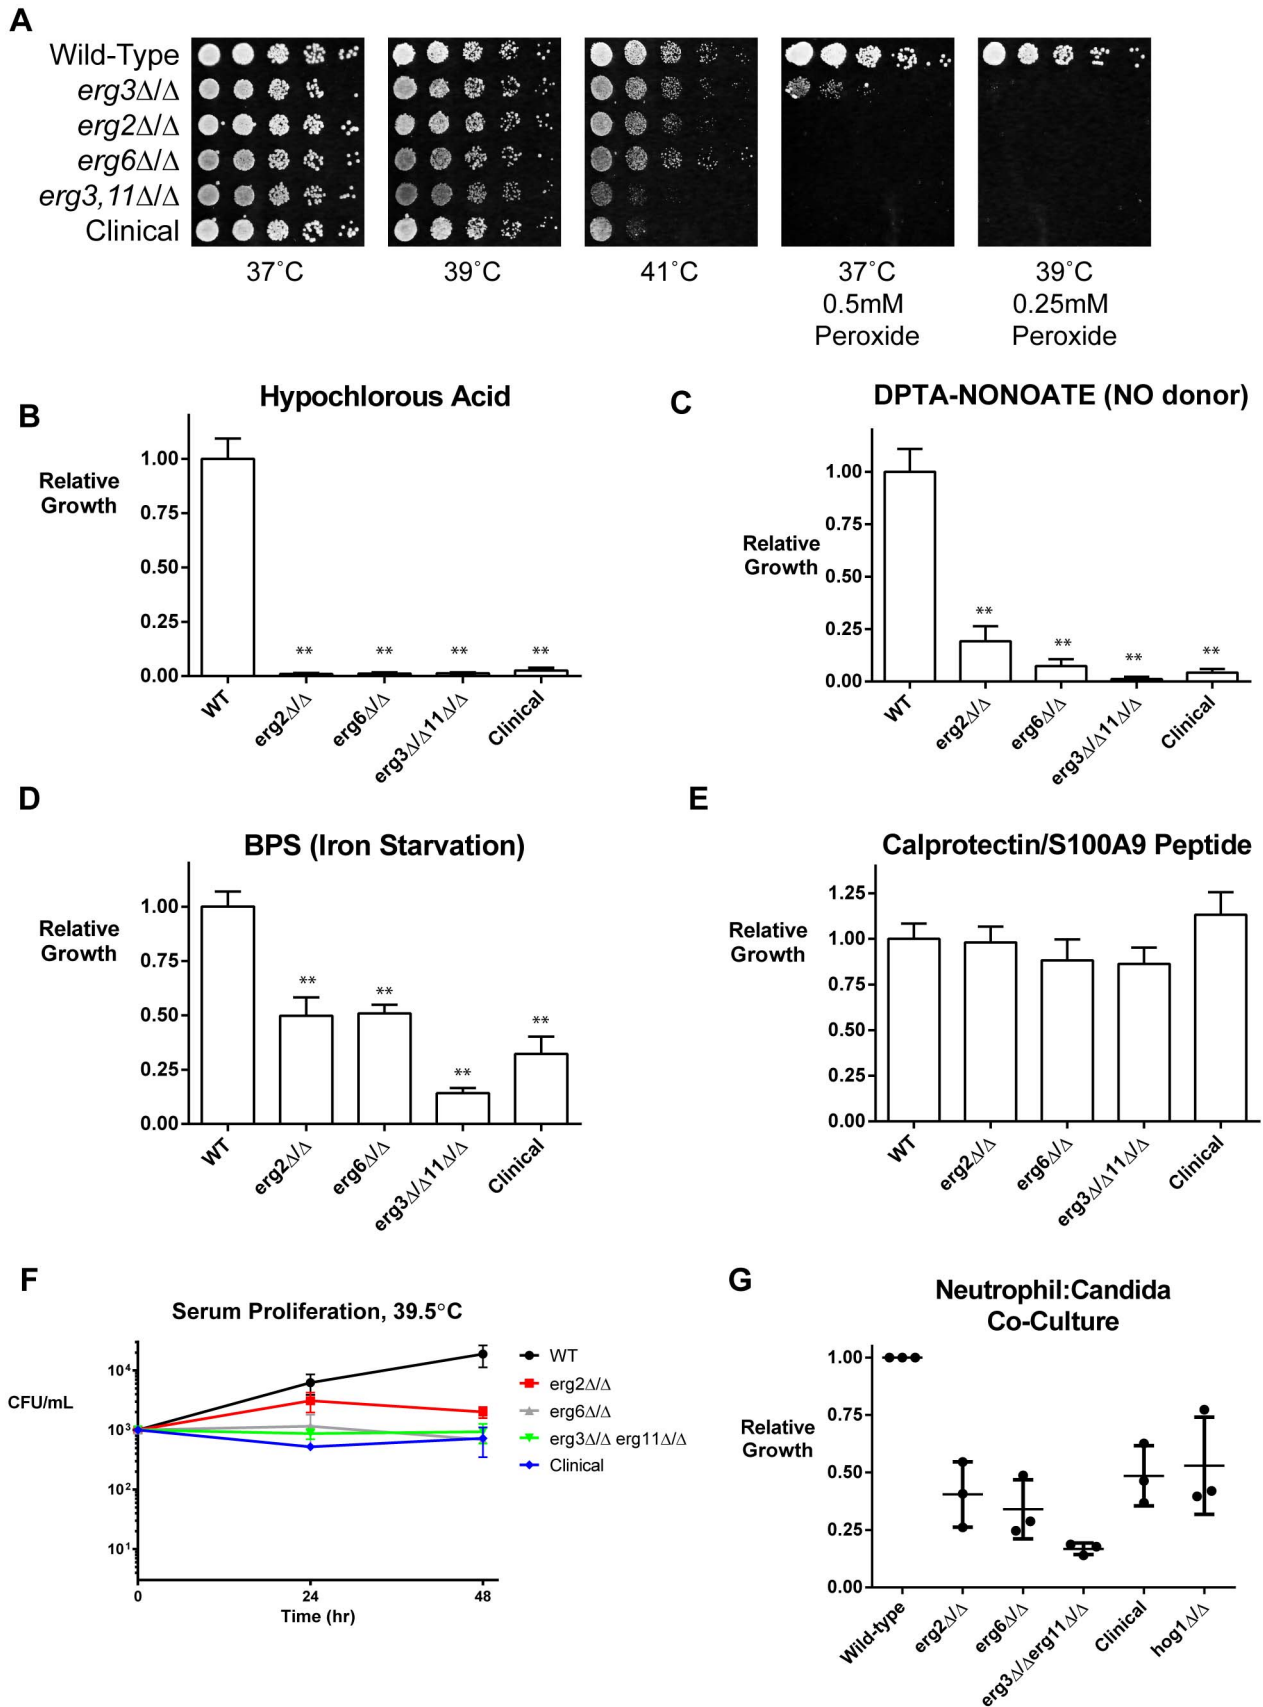 A
Wild-Type
erg3Δ/Δ
erg2Δ/Δ
erg6Δ/Δ
erg3,11Δ/Δ
Clinical
37˚C
39˚C
41˚C
37˚C
0.5mM
Peroxide
39˚C
0.25mM
Peroxide
B
Hypochlorous Acid
Relative
Growth
1.00
0.75
0.50
0.25
0.00
**
**
**
**
WT
erg2Δ/Δ
erg6Δ/Δ
erg3Δ/Δ11Δ/Δ
Clinical
C
DPTA-NONOATE (NO donor)
Relative
Growth
1.00
0.75
0.50
0.25
0.00
**
**
**
**
WT
erg2Δ/Δ
erg6Δ/Δ
erg3Δ/Δ11Δ/Δ
Clinical
D
BPS (Iron Starvation)
Relative
Growth
1.00
0.75
0.50
0.25
0.00
**
**
**
**
WT
erg2Δ/Δ
erg6Δ/Δ
erg3Δ/Δ11Δ/Δ
Clinical
E
Calprotectin/S100A9 Peptide
Relative
Growth
1.25
1.00
0.75
0.50
0.25
0.00
WT
erg2Δ/Δ
erg6Δ/Δ
erg3Δ/Δ11Δ/Δ
Clinical
F
Serum Proliferation, 39.5°C
CFU/mL
10⁴
10³
10²
10¹
0
24
48
Time (hr)
WT
erg2Δ/Δ
erg6Δ/Δ
erg3Δ/Δ erg11Δ/Δ
Clinical
G
Neutrophil:Candida
Co-Culture
Relative
Growth
1.00
0.75
0.50
0.25
0.00
Wild-type
erg2Δ/Δ
erg6Δ/Δ
erg3Δ/Δerg11Δ/Δ
Clinical
hog1Δ/Δ